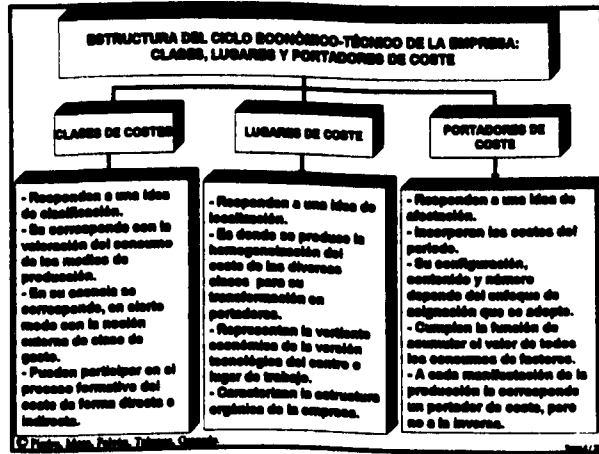 ESTRUCTURA DEL CICLO ECONÓMICO-TÉCNICO DE LA EMPRESA:
CLASES, LUGARES Y PORTADORES DE COSTE
CLASES DE COSTES
- Responden a una idea
de clasificación.
- Se corresponde con la
valoración del consumo
de los medios de
producción.
- En su esencia se
corresponde, en cierto
modo con la noción
externa de clase de
gasto.
- Pueden participar en el
proceso formativo del
coste de forma directa e
indirecta.
LUGARES DE COSTE
- Responden a una idea de
localización.
- Es donde se produce la
homogeneización del
coste de las diversas
clases para su
transformación en
portadores.
- Representan la vertiente
económica de la versión
tecnológica del centro o
lugar de trabajo.
- Caracterizan la estructura
orgánica de la empresa.
PORTADORES DE
COSTE
- Responden a una idea de
afectación.
- Incorporan los costes del
periodo.
- Su configuración,
contenido y número
depende del enfoque de
asignación que se adopte.
- Cumplen la función de
acumular el valor de todos
los consumos de factores.
- A cada manifestación de la
producción le corresponde
un portador de coste, pero
no a la inversa.